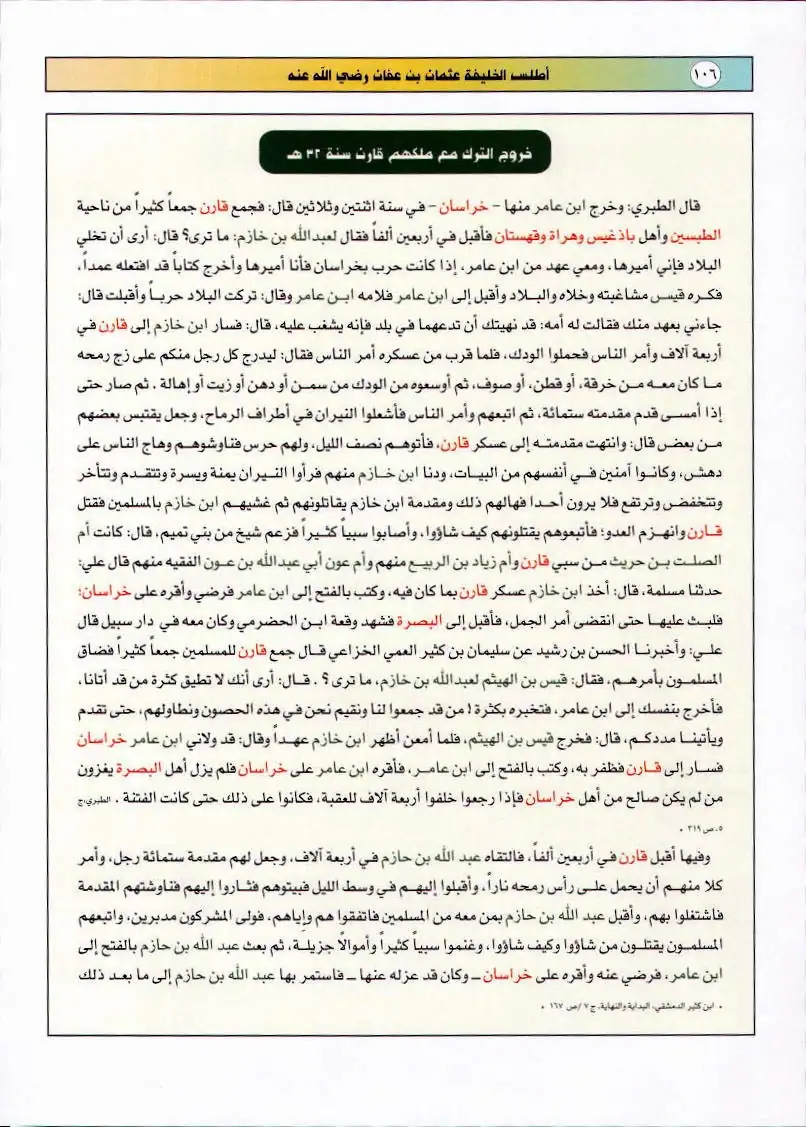 ١٠٦
أطلس الخليفة عثمان بن عفان رضي الله عنه
خروج الترك مع ملكهم قارن سنة ٣٢ هـ
قال الطبري: وخرج ابن عامر منها - خراسان - في سنة اثنتين وثلاثين قال: فجمع قارن جمعاً كثيراً من ناحية
الطبسين وأهل باذغيس وهراة وقهستان فأقبل في أربعين ألفاً فقال لعبدالله بن خازم: ما ترى؟ قال: أرى أن تخلي
البلاد فإني أميرها، ومعي عهد من ابن عامر، إذا كانت حرب بخراسان فأنا أميرها وأخرج كتاباً قد افتعله عمداً،
فكره قيس مشاغبته وخلاه والبلاد وأقبل إلى ابن عامر فلامه ابن عامر وقال: تركت البلاد حرباً وأقبلت قال:
جاءني بعهد منك فقالت له أمه: قد نهيتك أن تدعهما في بلد فإنه يشغب عليه، قال: فسار ابن خازم إلى قارن في
أربعة آلاف وأمر الناس فحملوا الودك، فلما قرب من عسكره أمر الناس فقال: ليدرج كل رجل منكم على زج رمحه
ما كان معه من خرقة، أو قطن، أو صوف، ثم أوسعوه من الودك من سمن أو دهن أو زيت أو إهالة . ثم صار حتى
إذا أمسى قدم مقدمته ستمائة، ثم اتبعهم وأمر الناس فأشعلوا النيران في أطراف الرماح، وجعل يقتبس بعضهم
من بعض قال: وانتهت مقدمته إلى عسكر قارن، فأتوهم نصف الليل، ولهم حرس فناوشوهم وهاج الناس على
دهش، وكانوا آمنين في أنفسهم من البيات، ودنا ابن خازم منهم فرأوا النيران يمنة ويسرة وتتقدم وتتأخر
وتتخفض وترتفع فلا يرون أحدا فهالهم ذلك ومقدمة ابن خازم يقاتلونهم ثم غشيهم ابن خازم بالمسلمين فقتل
قارن وانهزم العدو؛ فأتبعوهم يقتلونهم كيف شاؤوا، وأصابوا سبياً كثيراً فزعم شيخ من بني تميم، قال: كانت أم
الصلت بن حريث من سبي قارن وأم زياد بن الربيع منهم وأم عون أبي عبدالله بن عون الفقيه منهم قال علي:
حدثنا مسلمة، قال: أخذ ابن خازم عسكر قارن بما كان فيه، وكتب بالفتح إلى ابن عامر فرضي وأقره على خراسان؛
فلبث عليها حتى انقضى أمر الجمل، فأقبل إلى البصرة فشهد وقعة ابن الحضرمي وكان معه في دار سبيل قال
علي: وأخبرنا الحسن بن رشيد عن سليمان بن كثير العمي الخزاعي قال جمع قارن للمسلمين جمعاً كثيراً فضاق
المسلمون بأمرهم، فقال: قيس بن الهيثم لعبدالله بن خازم، ما ترى ؟ . قال: أرى أنك لا تطيق كثرة من قد أتانا،
فأخرج بنفسك إلى ابن عامر، فتخبره بكثرة ! من قد جمعوا لنا ونقيم نحن في هذه الحصون ونطاولهم، حتى تقدم
ويأتينا مددكم، قال: فخرج قيس بن الهيثم، فلما أمعن أظهر ابن خازم عهداً وقال: قد ولاني ابن عامر خراسان
فسار إلى قارن فظفر به، وكتب بالفتح إلى ابن عامر، فأقره ابن عامر على خراسان فلم يزل أهل البصرة يغزون
من لم يكن صالح من أهل خراسان فإذا رجعوا خلفوا أربعة آلاف للعقبة، فكانوا على ذلك حتى كانت الفتنة . الطبري،ج
٥، ص ٣١٩ •
وفيها أقبل قارن في أربعين ألفاً، فالتقاه عبد الله بن حازم في أربعة آلاف، وجعل لهم مقدمة ستمائة رجل، وأمر
كلا منهم أن يحمل على رأس رمحه ناراً، وأقبلوا إليهم في وسط الليل فبيتوهم فثاروا إليهم فناوشتهم المقدمة
فاشتغلوا بهم، وأقبل عبد الله بن حازم بمن معه من المسلمين فاتفقوا هم وإياهم، فولى المشركون مدبرين، واتبعهم
المسلمون يقتلون من شاؤوا وكيف شاؤوا، وغنموا سبياً كثيراً وأموالاً جزيلة، ثم بعث عبد الله بن حازم بالفتح إلى
ابن عامر، فرضي عنه وأقره على خراسان ــ وكان قد عزله عنها ــ فاستمر بها عبد الله بن حازم إلى ما بعد ذلك
• ابن كثير الدمشقي، البداية والنهاية، ج ٧ /ص ١٦٧ •